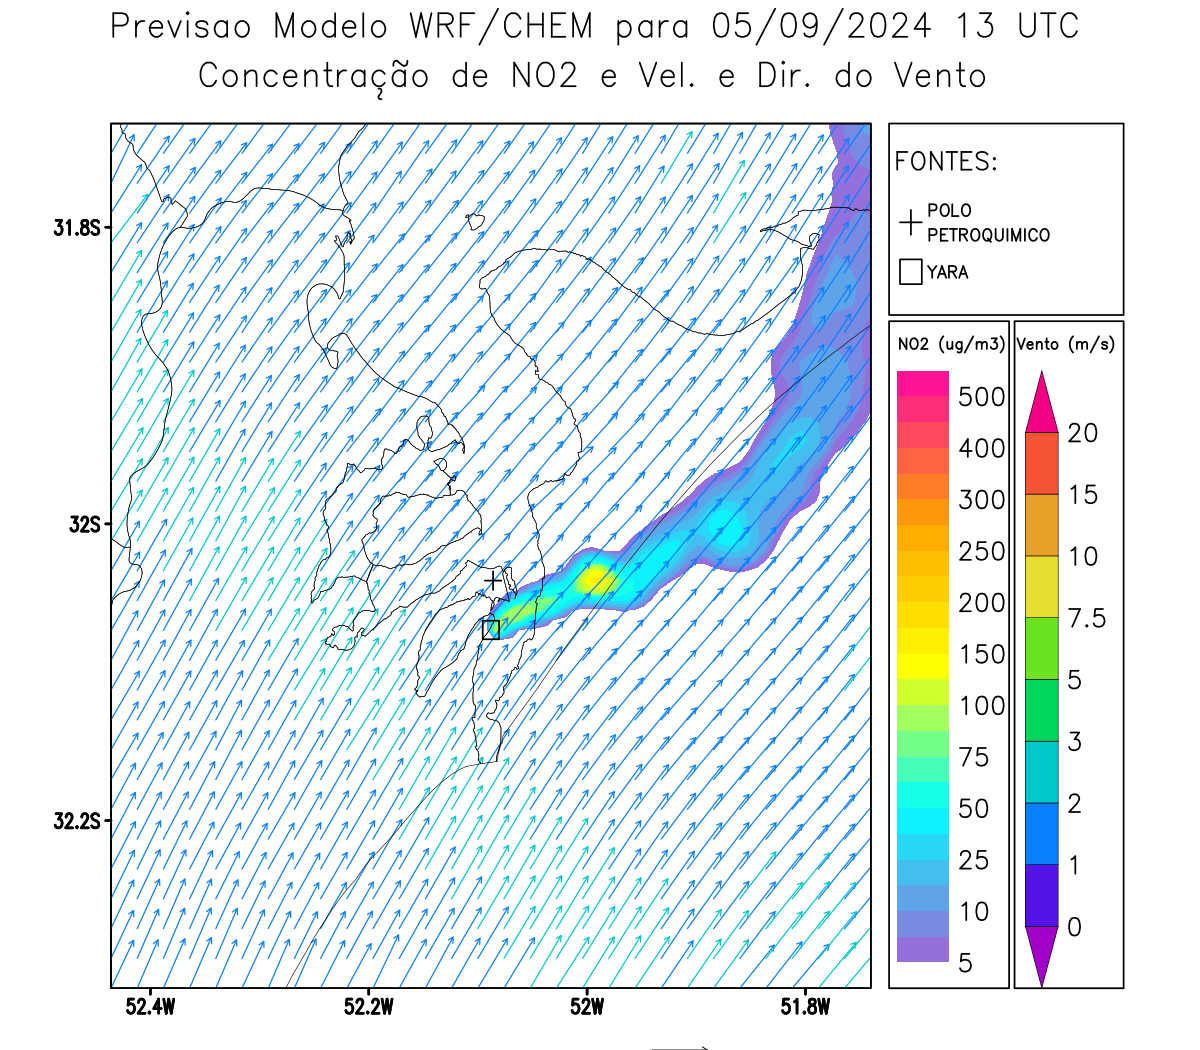 Previsao Modelo WRF/CHEM para 05/09/2024 13 UTC
Concentração de NO2 e Vel. e Dir. do Vento
FONTES:
POLO
PETROQUIMICO
YARA
NO2 (ug/m3)
500
400
300
250
200
150
100
75
50
25
10
5
Vento (m/s)
20
15
10
7.5
5
3
2
1
0
31.8S
32S
32.2S
52.4W
52.2W
52W
51.8W